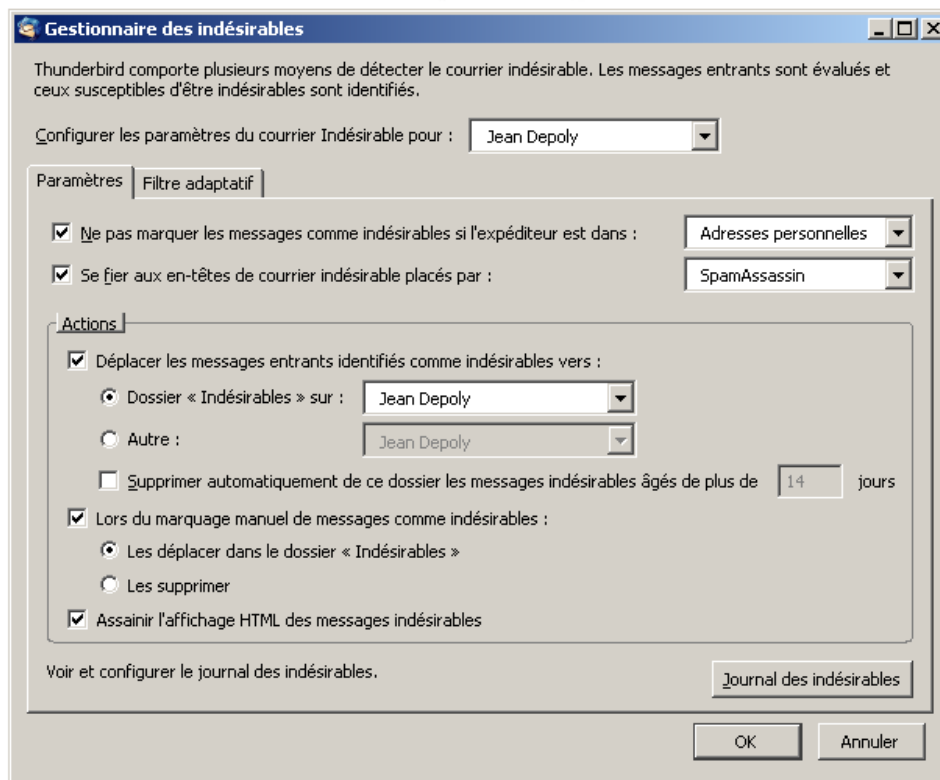 Gestionnaire des indésirables
Thunderbird comporte plusieurs moyens de détecter le courrier indésirable. Les messages entrants sont évalués et
ceux susceptibles d'être indésirables sont identifiés.
Configurer les paramètres du courrier Indésirable pour : Jean Depoly
Paramètres Filtre adaptatif
Ne pas marquer les messages comme indésirables si l'expéditeur est dans : Adresses personnelles
Se fier aux en-têtes de courrier indésirable placés par : SpamAssassin
Actions
Déplacer les messages entrants identifiés comme indésirables vers :
Dossier « Indésirables » sur : Jean Depoly
Autre : Jean Depoly
Supprimer automatiquement de ce dossier les messages indésirables âgés de plus de 14 jours
Lors du marquage manuel de messages comme indésirables :
Les déplacer dans le dossier « Indésirables »
Les supprimer
Assainir l'affichage HTML des messages indésirables
Voir et configurer le journal des indésirables. Journal des indésirables
OK Annuler